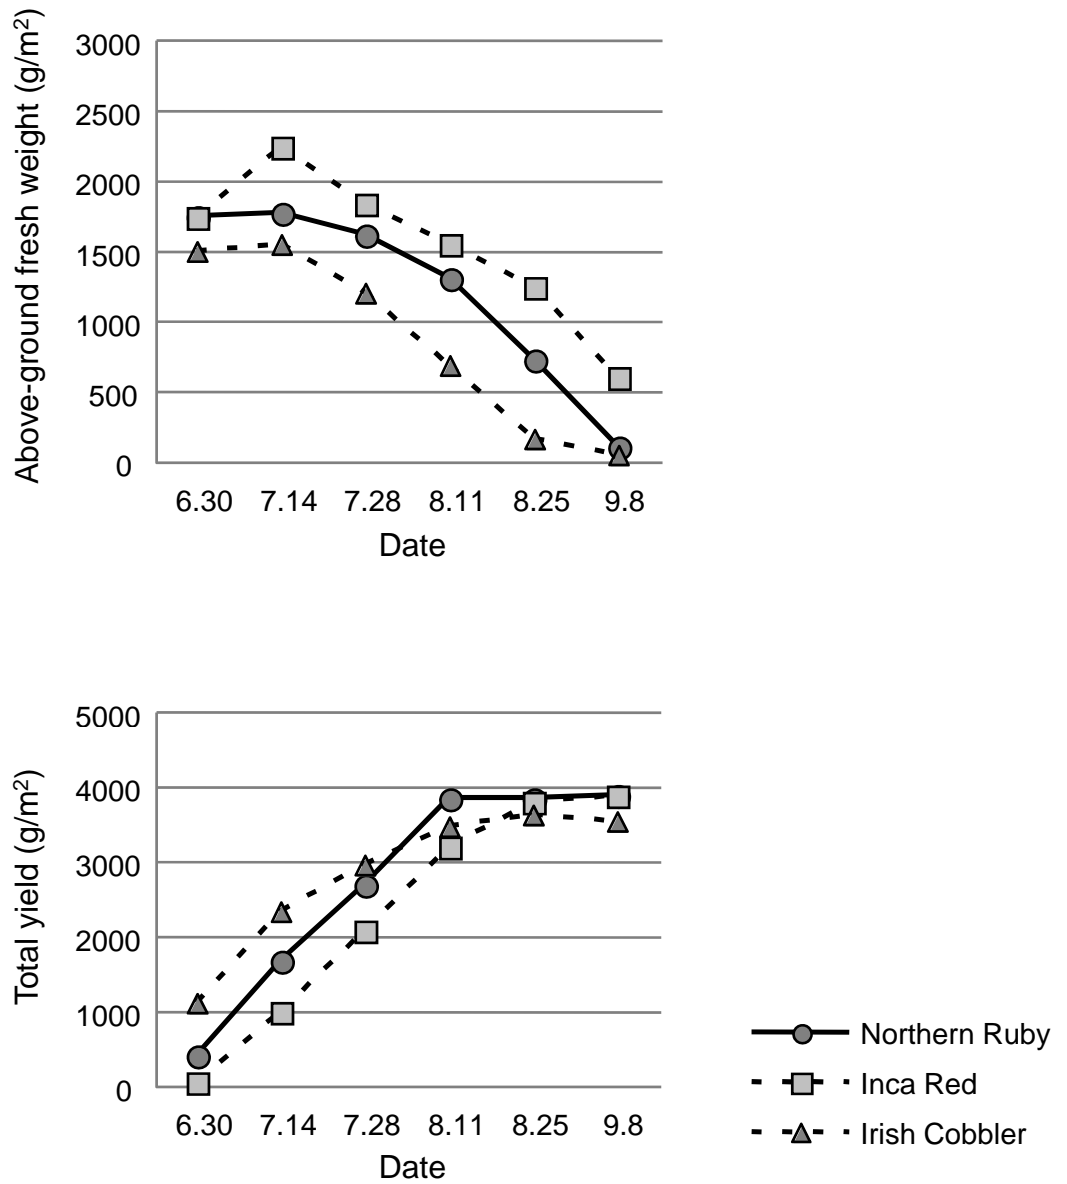 Above-ground fresh weight (g/m²)
3000
2500
2000
1500
1000
500
0
6.30 7.14 7.28 8.11 8.25 9.8
Date
Total yield (g/m²)
5000
4000
3000
2000
1000
0
6.30 7.14 7.28 8.11 8.25 9.8
Date
Northern Ruby
Inca Red
Irish Cobbler